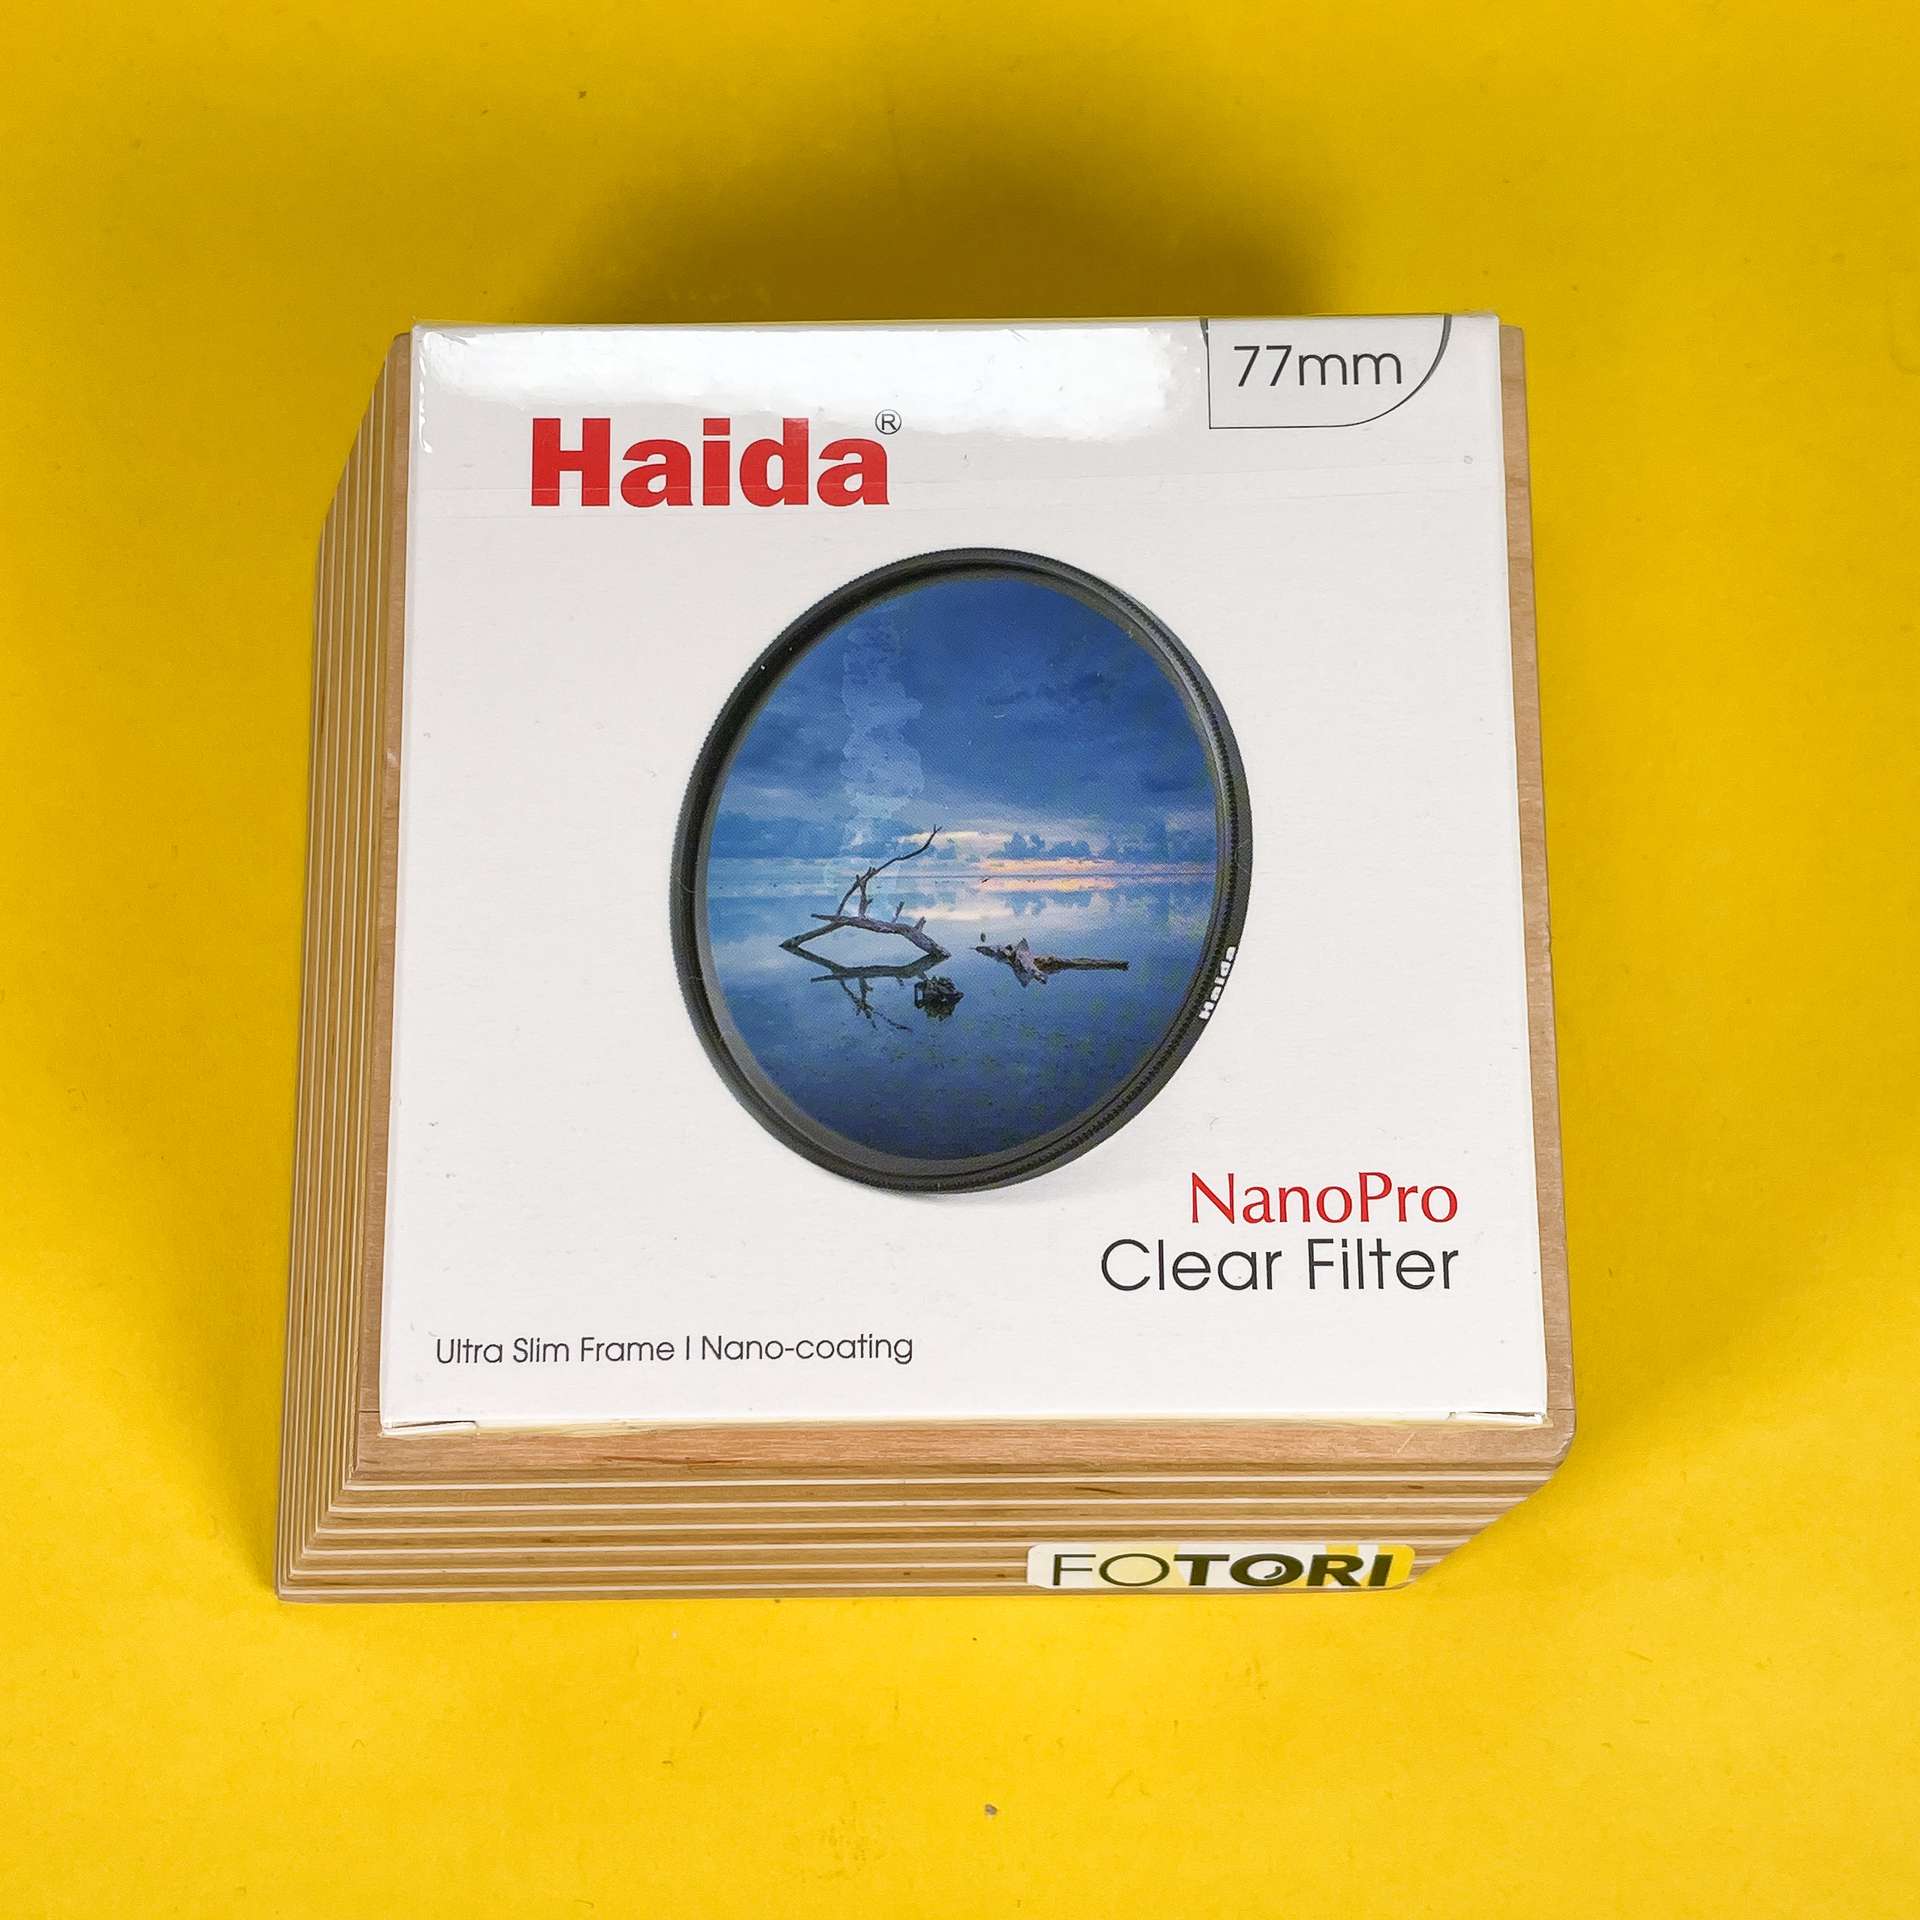 77mm
Haida®
Haida
NanoPro
Clear Filter
Ultra Slim Frame | Nano-coating
FOTORI